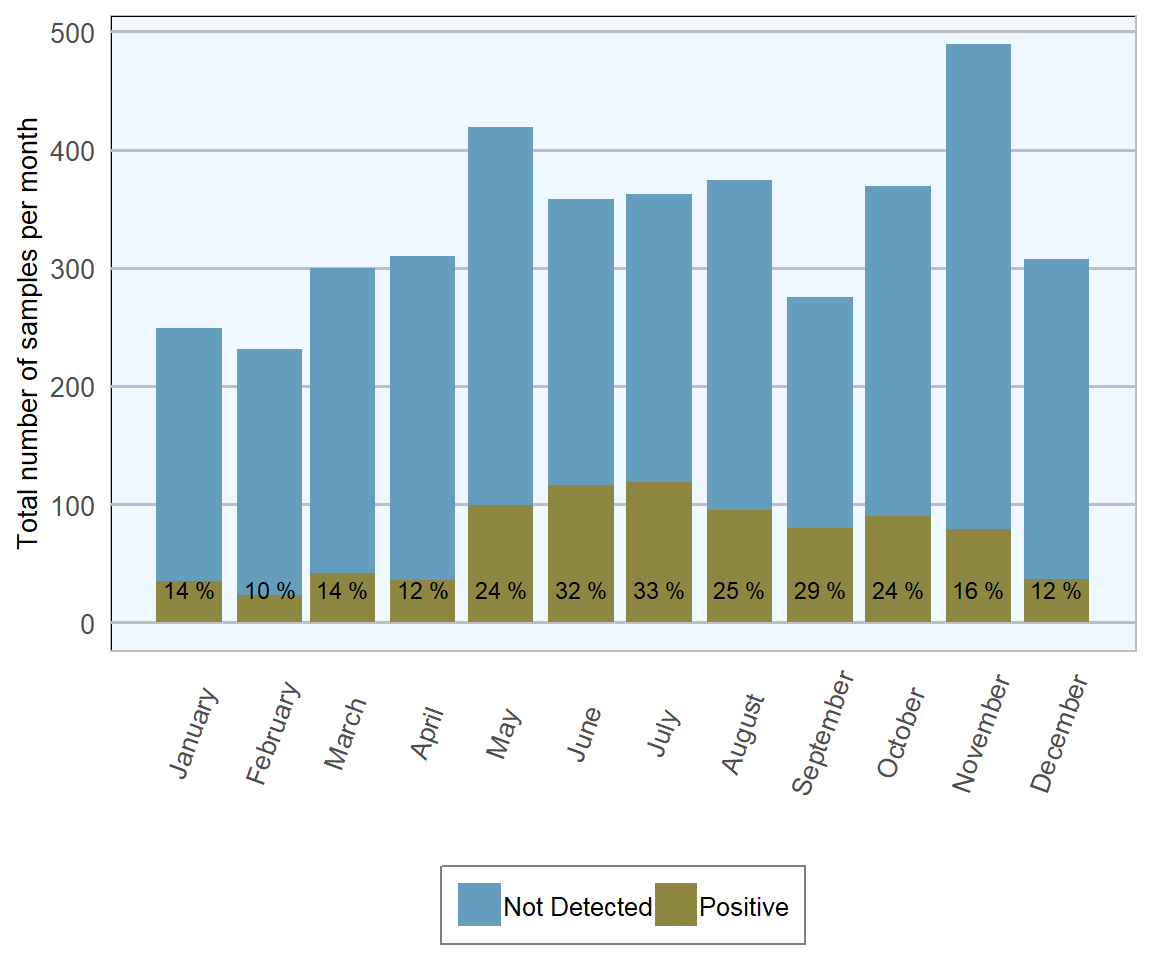 Total number of samples per month
500
400
300
200
100
0
14 % 10 % 14 % 12 % 24 % 32 % 33 % 25 % 29 % 24 % 16 % 12 %
January February March April May June July August September October November December
Not Detected Positive